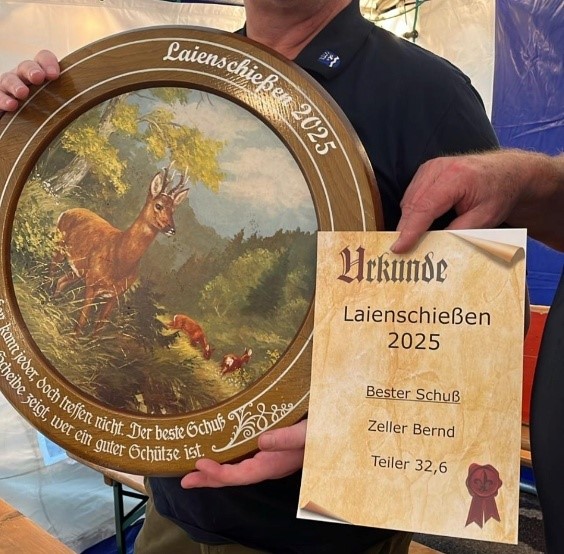 Laienschießen 2025
kann jeder, doch treffen nicht. Der beste Schuß
Scheibe zeigt, wer ein guter Schütze ist.
Urkunde
Laienschießen
2025
Bester Schuß
Zeller Bernd
Teiler 32,6